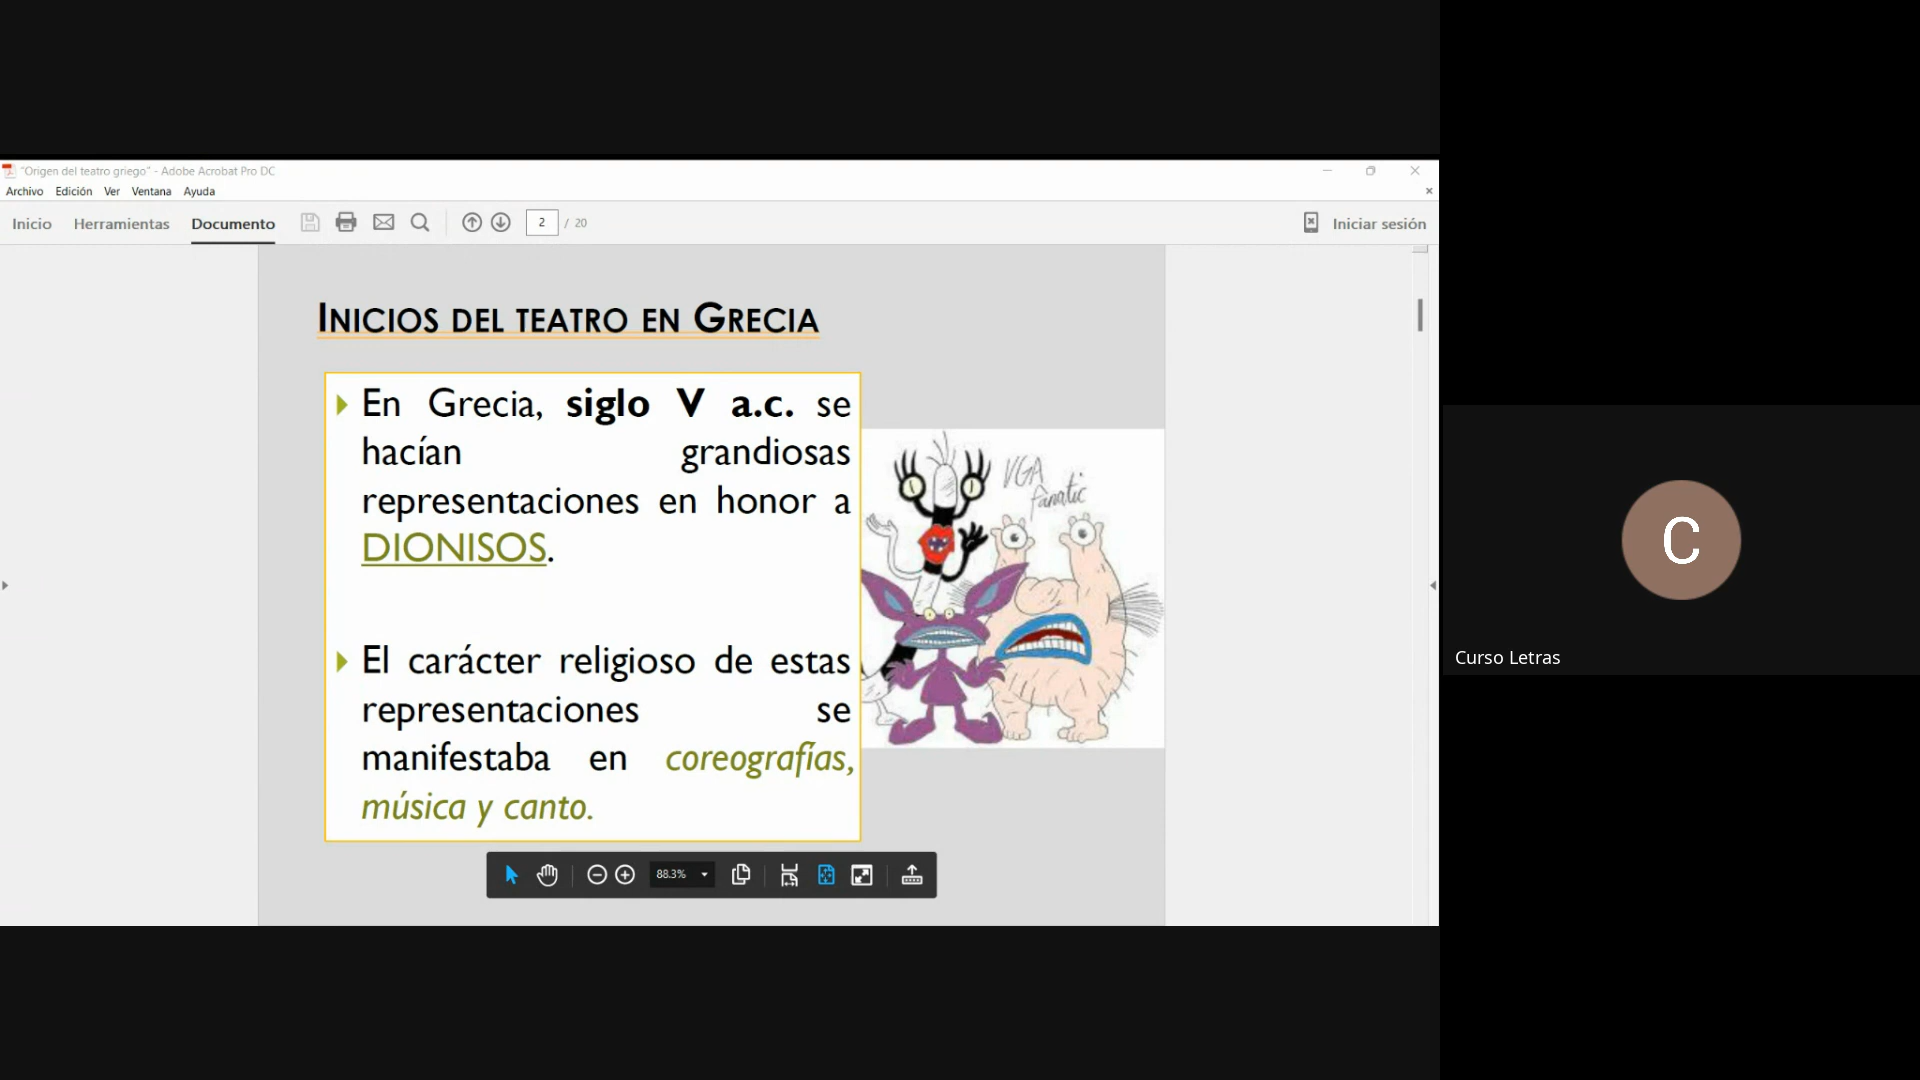 "Origen del teatro griego" - Adobe Acrobat Pro DC
Archivo Edición Ver Ventana Ayuda
Inicio Herramientas Documento 2 / 20 Iniciar sesión
INICIOS DEL TEATRO EN GRECIA
En Grecia, siglo V a.c. se
hacían grandiosas
representaciones en honor a
DIONISOS.
El carácter religioso de estas
representaciones se
manifestaba en coreografías,
música y canto.
VGA
fanatic
88.3%
C
Curso Letras